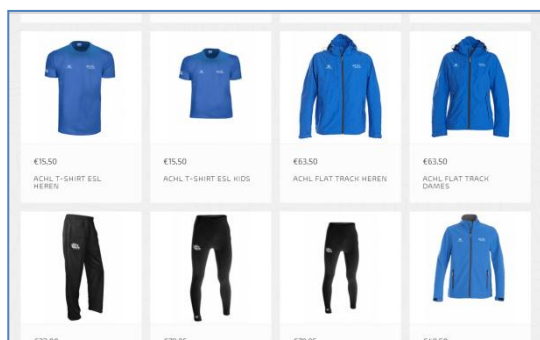 €15,50
ACHL T-SHIRT ESL
HEREN
€15,50
ACHL T-SHIRT ESL KIDS
€63,50
ACHL FLAT TRACK HEREN
€63,50
ACHL FLAT TRACK
DAMES